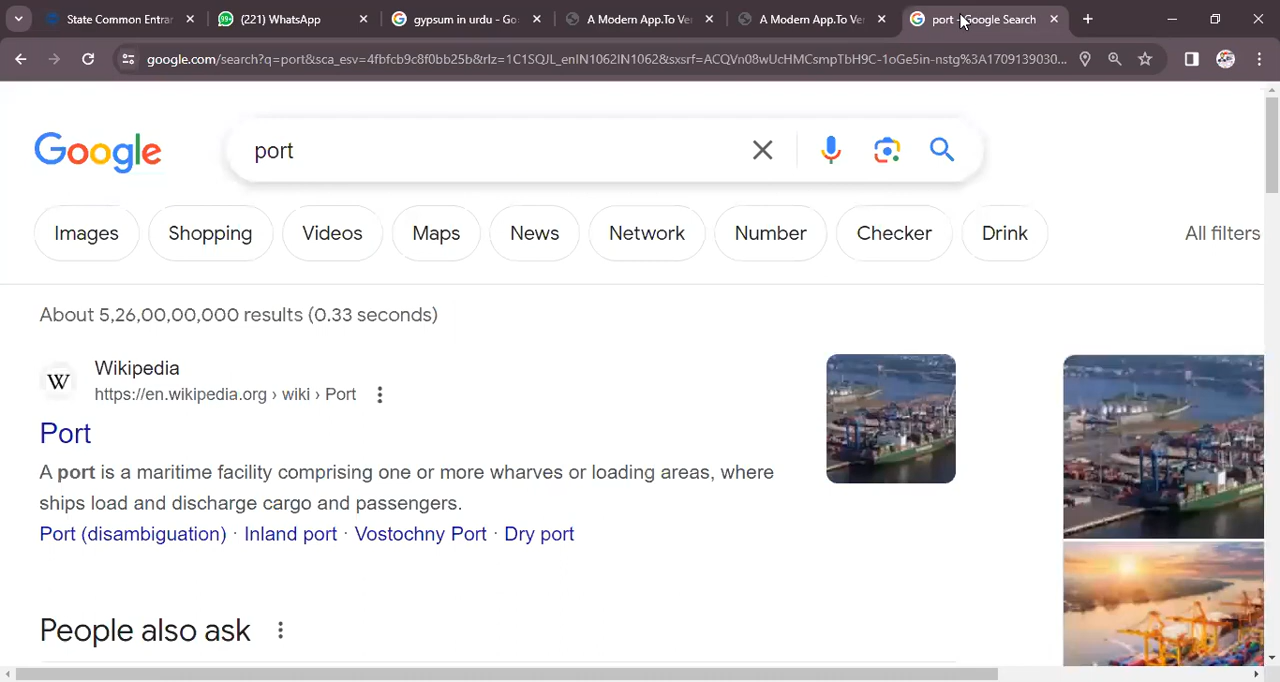 State Common Entra
(221) WhatsApp
gypsum in urdu - Go
A Modern App.To Ve
A Modern App.To Ve
port - Google Search
google.com/search?q=port&sca_esv=4fbfcb9c8f0bb25b&rlz=1C1SQJL_enIN1062IN1062&sxsrf=ACQVn08wUcHMCsmpTbH9C-1oGe5in-nstg%3A1709139030...
Google
port
Images
Shopping
Videos
Maps
News
Network
Number
Checker
Drink
All filters
About 5,26,00,00,000 results (0.33 seconds)
W
Wikipedia
https://en.wikipedia.org › wiki › Port
Port
A port is a maritime facility comprising one or more wharves or loading areas, where
ships load and discharge cargo and passengers.
Port (disambiguation) · Inland port · Vostochny Port · Dry port
People also ask